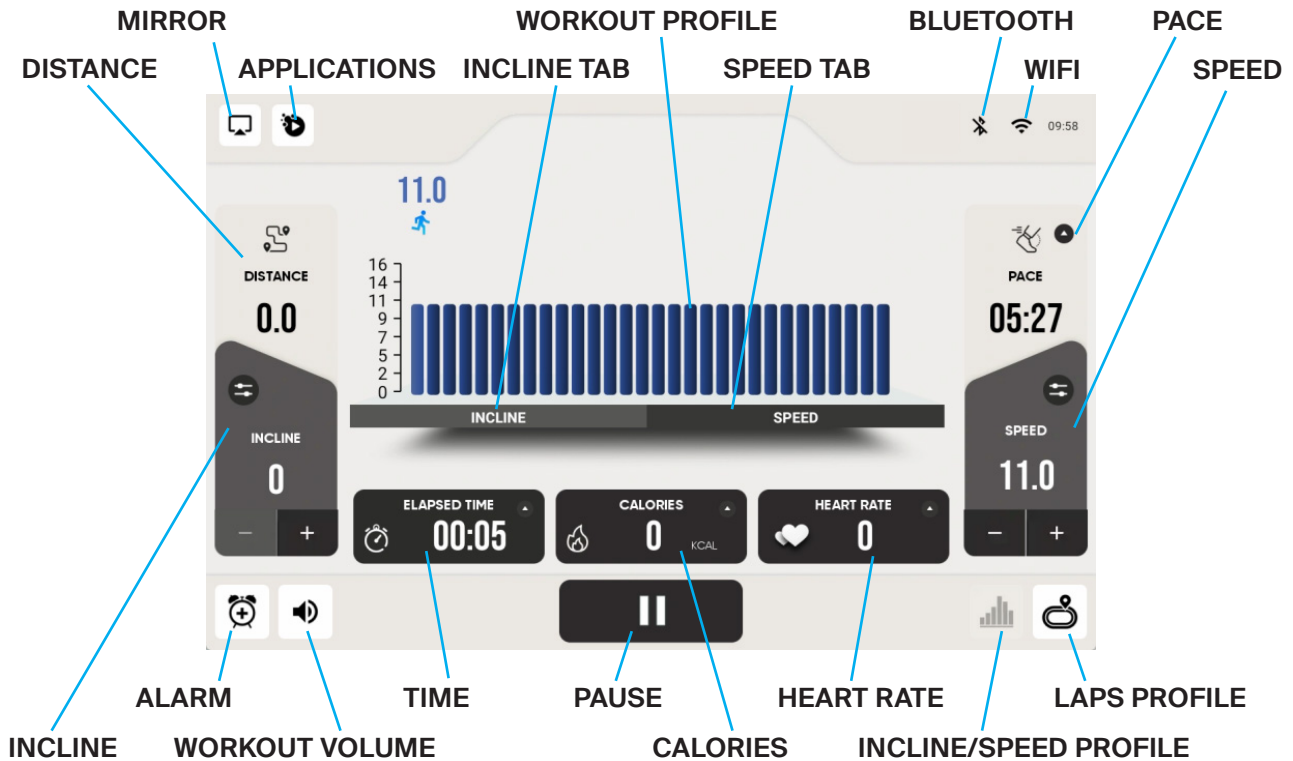 MIRROR
WORKOUT PROFILE
BLUETOOTH
PACE
DISTANCE
APPLICATIONS
INCLINE TAB
SPEED TAB
WIFI
SPEED
09:58
11.0
DISTANCE
0.0
16
14
11
9
7
5
2
0
PACE
05:27
INCLINE
SPEED
INCLINE
0
− +
SPEED
11.0
− +
ELAPSED TIME
00:05
CALORIES
0 KCAL
HEART RATE
0
ALARM
TIME
PAUSE
HEART RATE
LAPS PROFILE
INCLINE
WORKOUT VOLUME
CALORIES
INCLINE/SPEED PROFILE